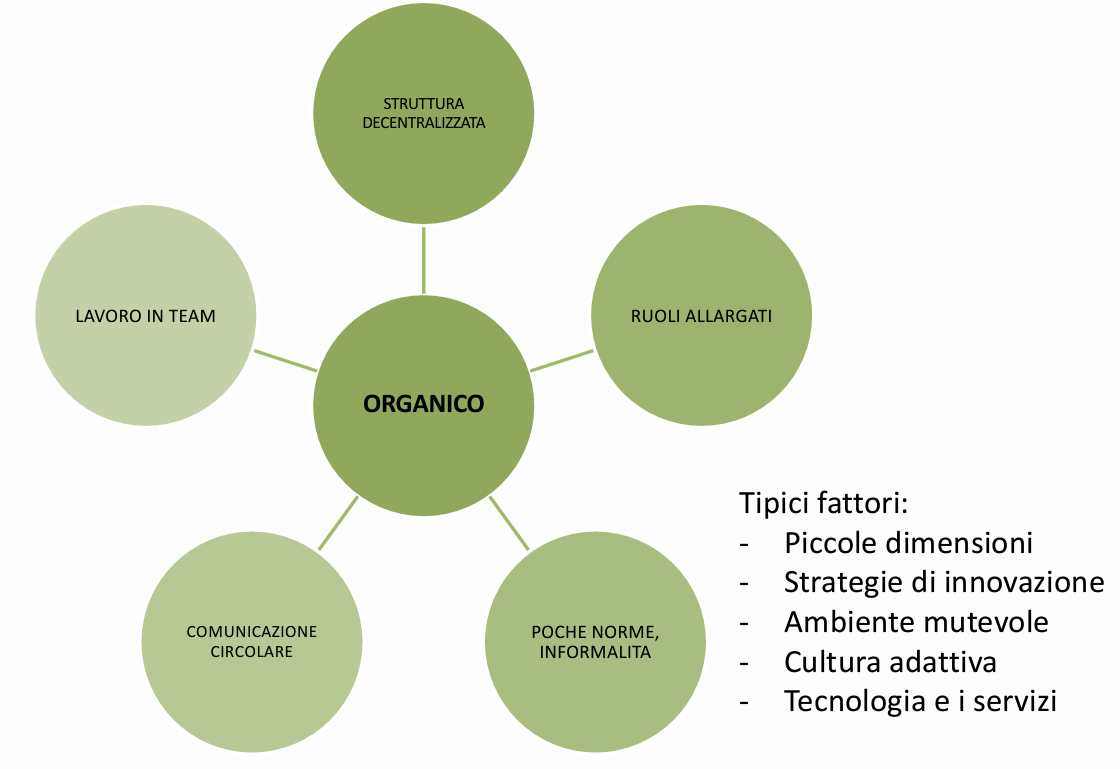 STRUTTURA
DECENTRALIZZATA
LAVORO IN TEAM
RUOLI ALLARGATI
ORGANICO
COMUNICAZIONE
CIRCOLARE
POCHE NORME,
INFORMALITA
Tipici fattori:
- Piccole dimensioni
- Strategie di innovazione
- Ambiente mutevole
- Cultura adattiva
- Tecnologia e i servizi